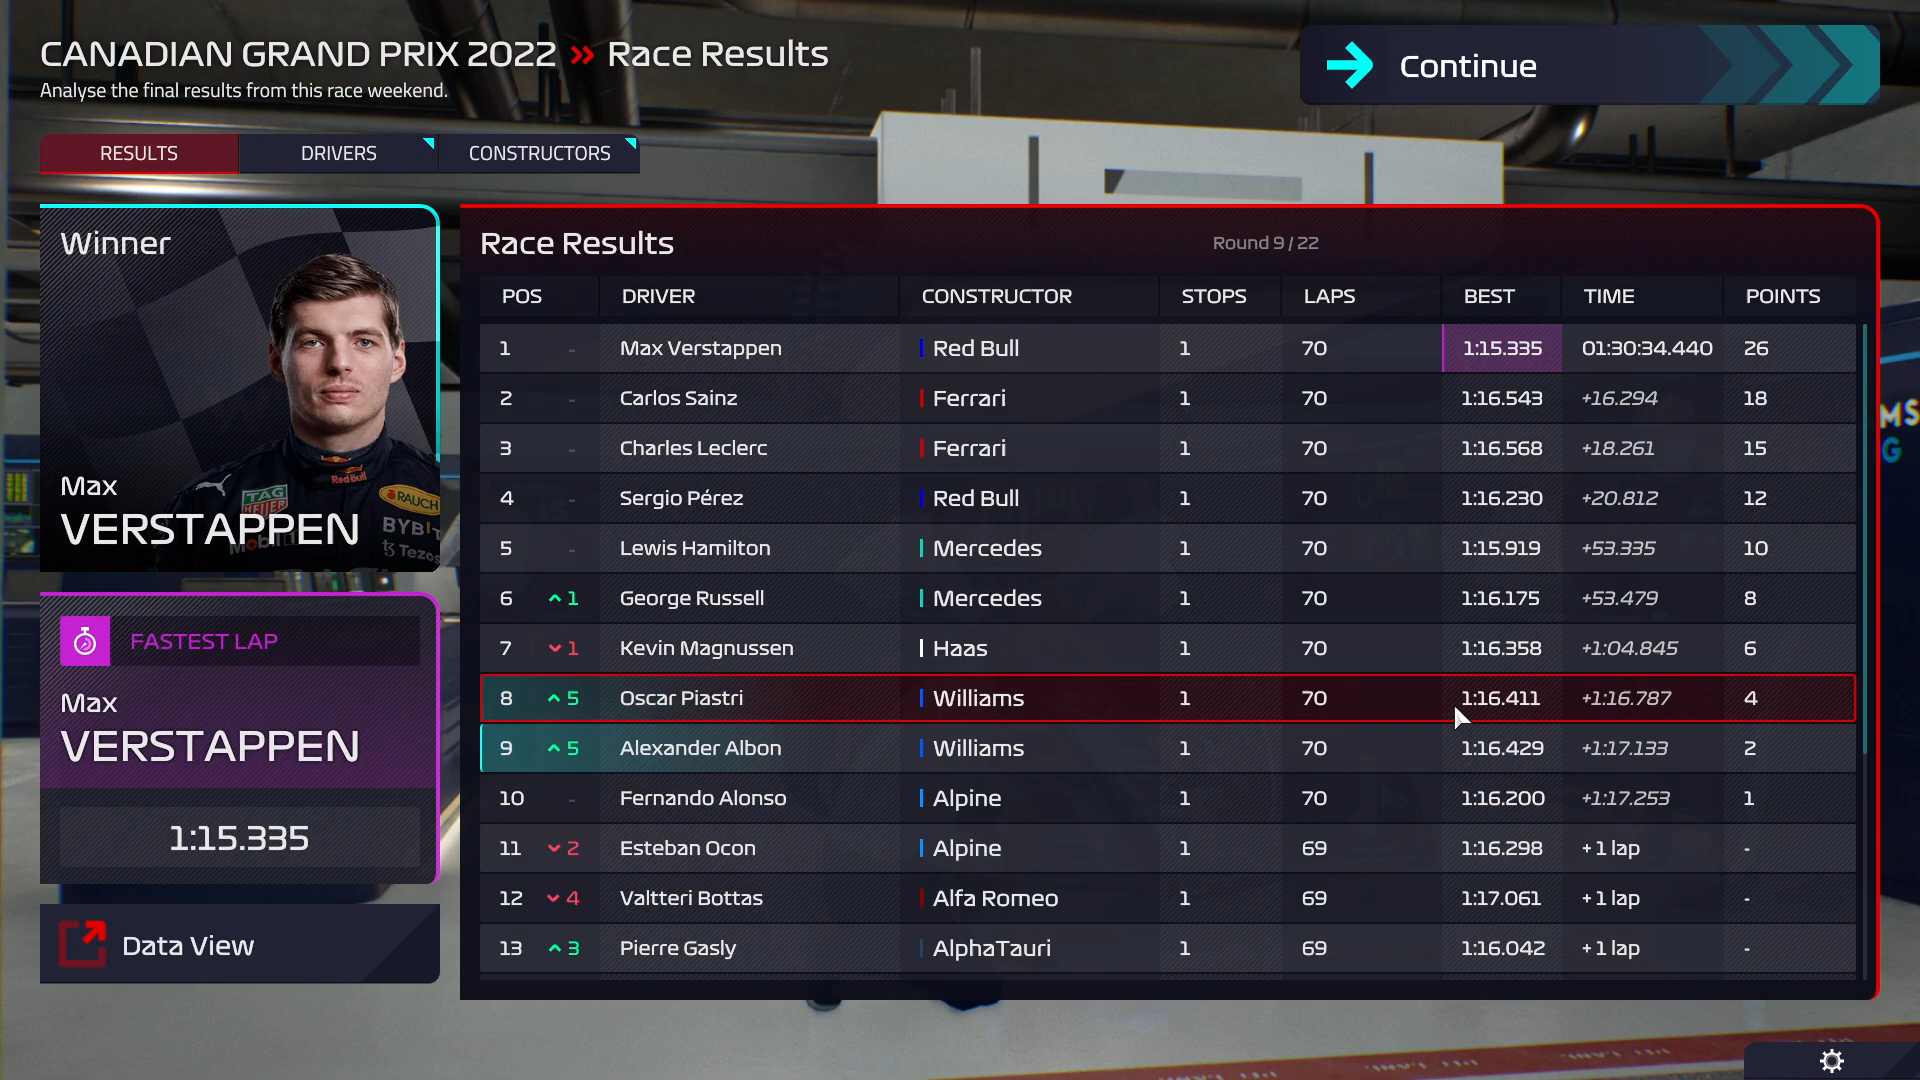 CANADIAN GRAND PRIX 2022 » Race Results
Analyse the final results from this race weekend.
Continue
RESULTS DRIVERS CONSTRUCTORS
Winner
Max
VERSTAPPEN
TAG
HEUER
Red Bull
RAUCH
BYBIT
Mobil
Tezos
FASTEST LAP
Max
VERSTAPPEN
1:15.335
Data View
Race Results Round 9 / 22
POS DRIVER CONSTRUCTOR STOPS LAPS BEST TIME POINTS
1 - Max Verstappen Red Bull 1 70 1:15.335 01:30:34.440 26
2 - Carlos Sainz Ferrari 1 70 1:16.543 +16.294 18
3 - Charles Leclerc Ferrari 1 70 1:16.568 +18.261 15
4 - Sergio Pérez Red Bull 1 70 1:16.230 +20.812 12
5 - Lewis Hamilton Mercedes 1 70 1:15.919 +53.335 10
6 1 George Russell Mercedes 1 70 1:16.175 +53.479 8
7 1 Kevin Magnussen Haas 1 70 1:16.358 +1:04.845 6
8 5 Oscar Piastri Williams 1 70 1:16.411 +1:16.787 4
9 5 Alexander Albon Williams 1 70 1:16.429 +1:17.133 2
10 - Fernando Alonso Alpine 1 70 1:16.200 +1:17.253 1
11 2 Esteban Ocon Alpine 1 69 1:16.298 + 1 lap -
12 4 Valtteri Bottas Alfa Romeo 1 69 1:17.061 + 1 lap -
13 3 Pierre Gasly AlphaTauri 1 69 1:16.042 + 1 lap -
MS
G